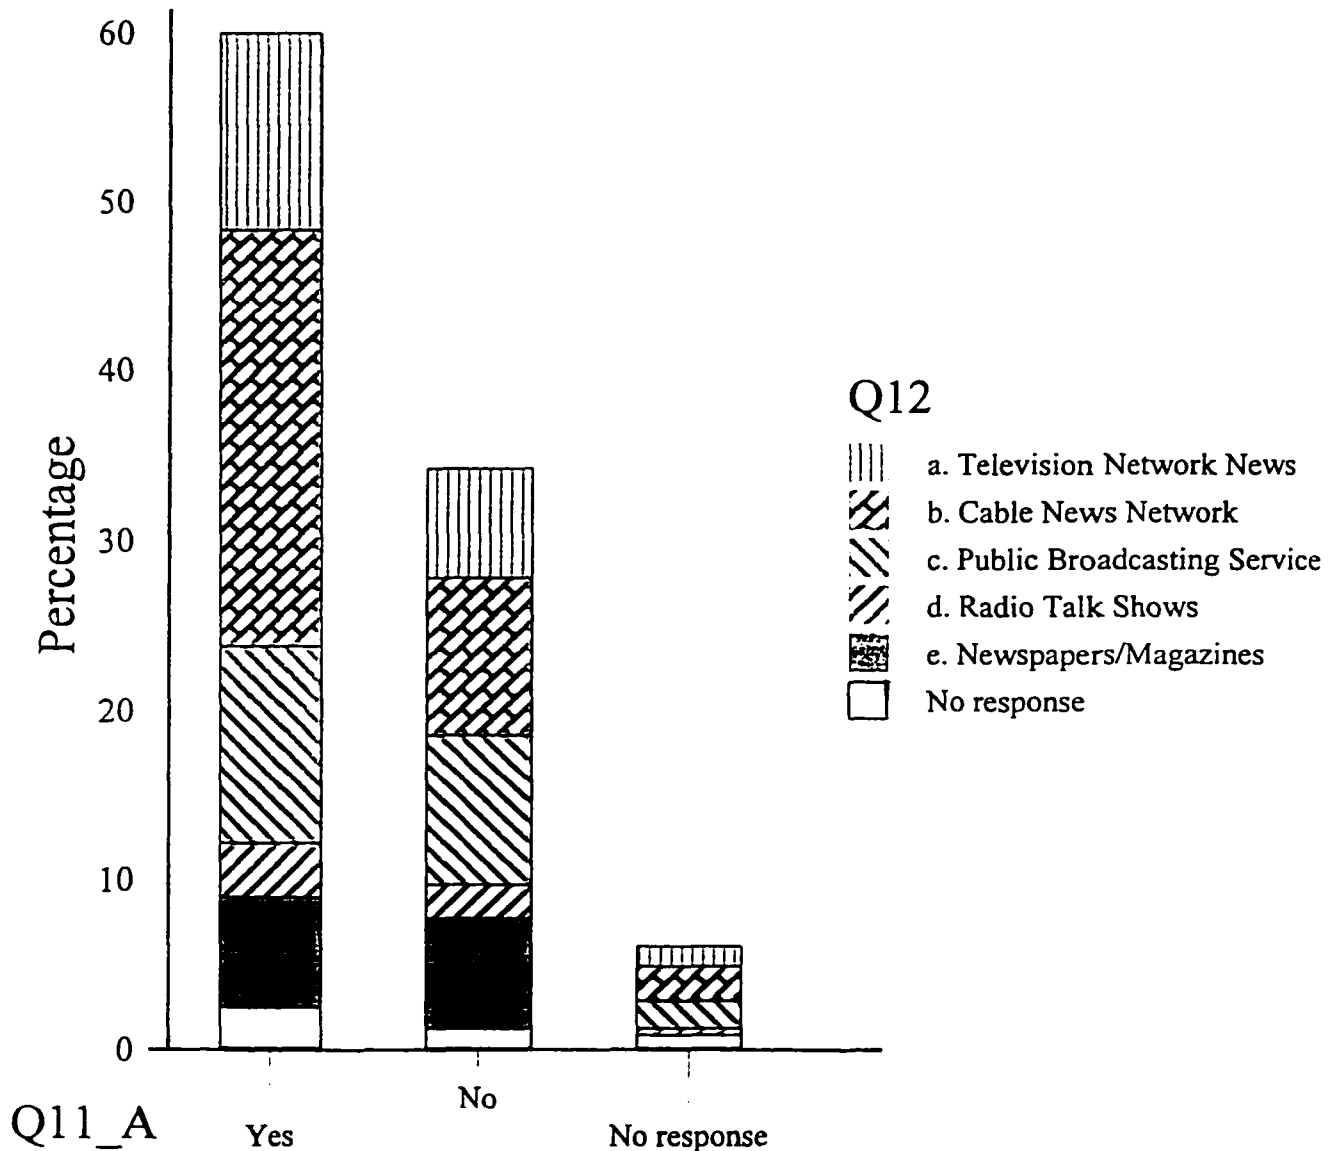 60
50
40
30
20
10
0
Percentage
Q12
a. Television Network News
b. Cable News Network
c. Public Broadcasting Service
d. Radio Talk Shows
e. Newspapers/Magazines
No response
Q11_A
Yes
No
No response